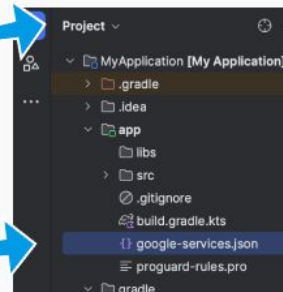 Project
MyApplication [My Application]
.gradle
.idea
app
libs
src
.gitignore
build.gradle.kts
google-services.json
proguard-rules.pro
gradle